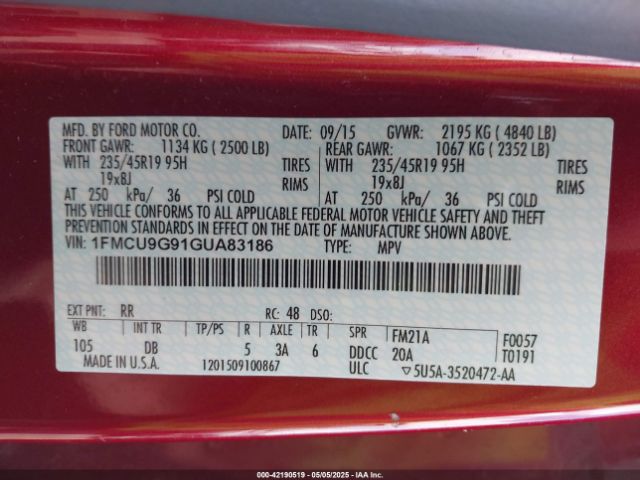 MFD. BY FORD MOTOR CO. DATE: 09/15 GVWR: 2195 KG ( 4840 LB)
FRONT GAWR: 1134 KG ( 2500 LB) REAR GAWR: 1067 KG ( 2352 LB)
WITH 235/45R19 95H TIRES WITH 235/45R19 95H TIRES
19x8J RIMS 19x8J RIMS
AT 250 kPa/ 36 PSI COLD AT 250 kPa/ 36 PSI COLD
THIS VEHICLE CONFORMS TO ALL APPLICABLE FEDERAL MOTOR VEHICLE SAFETY AND THEFT
PREVENTION STANDARDS IN EFFECT ON THE DATE OF MANUFACTURE SHOWN ABOVE.
VIN: 1FMCU9G91GUA83186 TYPE: MPV
EXT PNT: RR RC: 48 DSO:
WB INT TR TP/PS R AXLE TR SPR FM21A F0057
105 DB 5 3A 6 DDCC 20A T0191
MADE IN U.S.A. 1201509100867 ULC ▽5U5A-3520472-AA
000-42190519 - 05/05/2025 - IAA Inc.